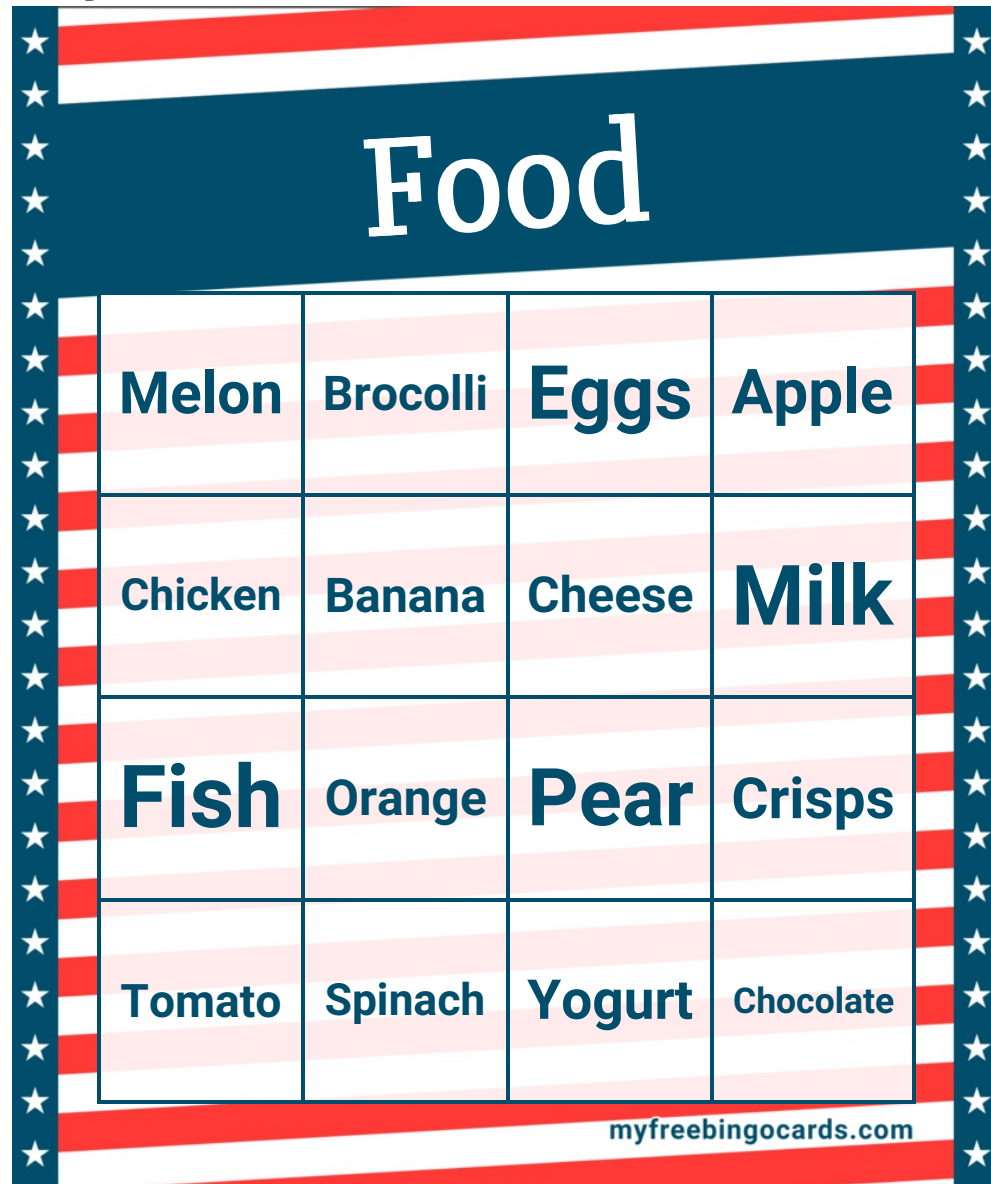 Food
Melon Brocolli Eggs Apple
Chicken Banana Cheese Milk
Fish Orange Pear Crisps
Tomato Spinach Yogurt Chocolate
myfreebingocards.com